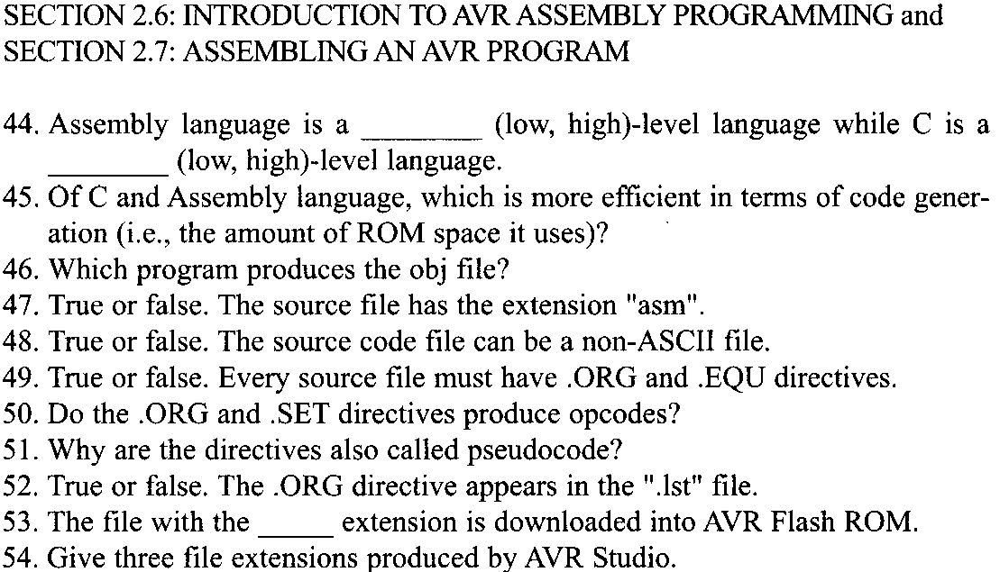 SECTION 2.6: INTRODUCTION TO AVR ASSEMBLY PROGRAMMING and
SECTION 2.7: ASSEMBLING AN AVR PROGRAM
44. Assembly language is a ________ (low, high)-level language while C is a
________ (low, high)-level language.
45. Of C and Assembly language, which is more efficient in terms of code gener-
ation (i.e., the amount of ROM space it uses)?
46. Which program produces the obj file?
47. True or false. The source file has the extension "asm".
48. True or false. The source code file can be a non-ASCII file.
49. True or false. Every source file must have .ORG and .EQU directives.
50. Do the .ORG and .SET directives produce opcodes?
51. Why are the directives also called pseudocode?
52. True or false. The .ORG directive appears in the ".lst" file.
53. The file with the _____ extension is downloaded into AVR Flash ROM.
54. Give three file extensions produced by AVR Studio.